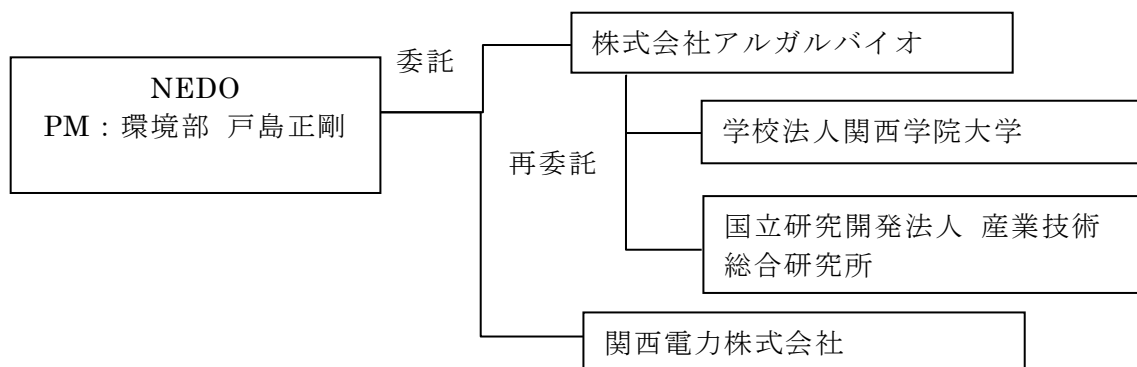 NEDO
PM：環境部 戸島正剛
委託
株式会社アルガルバイオ
再委託
学校法人関西学院大学
国立研究開発法人 産業技術
総合研究所
関西電力株式会社